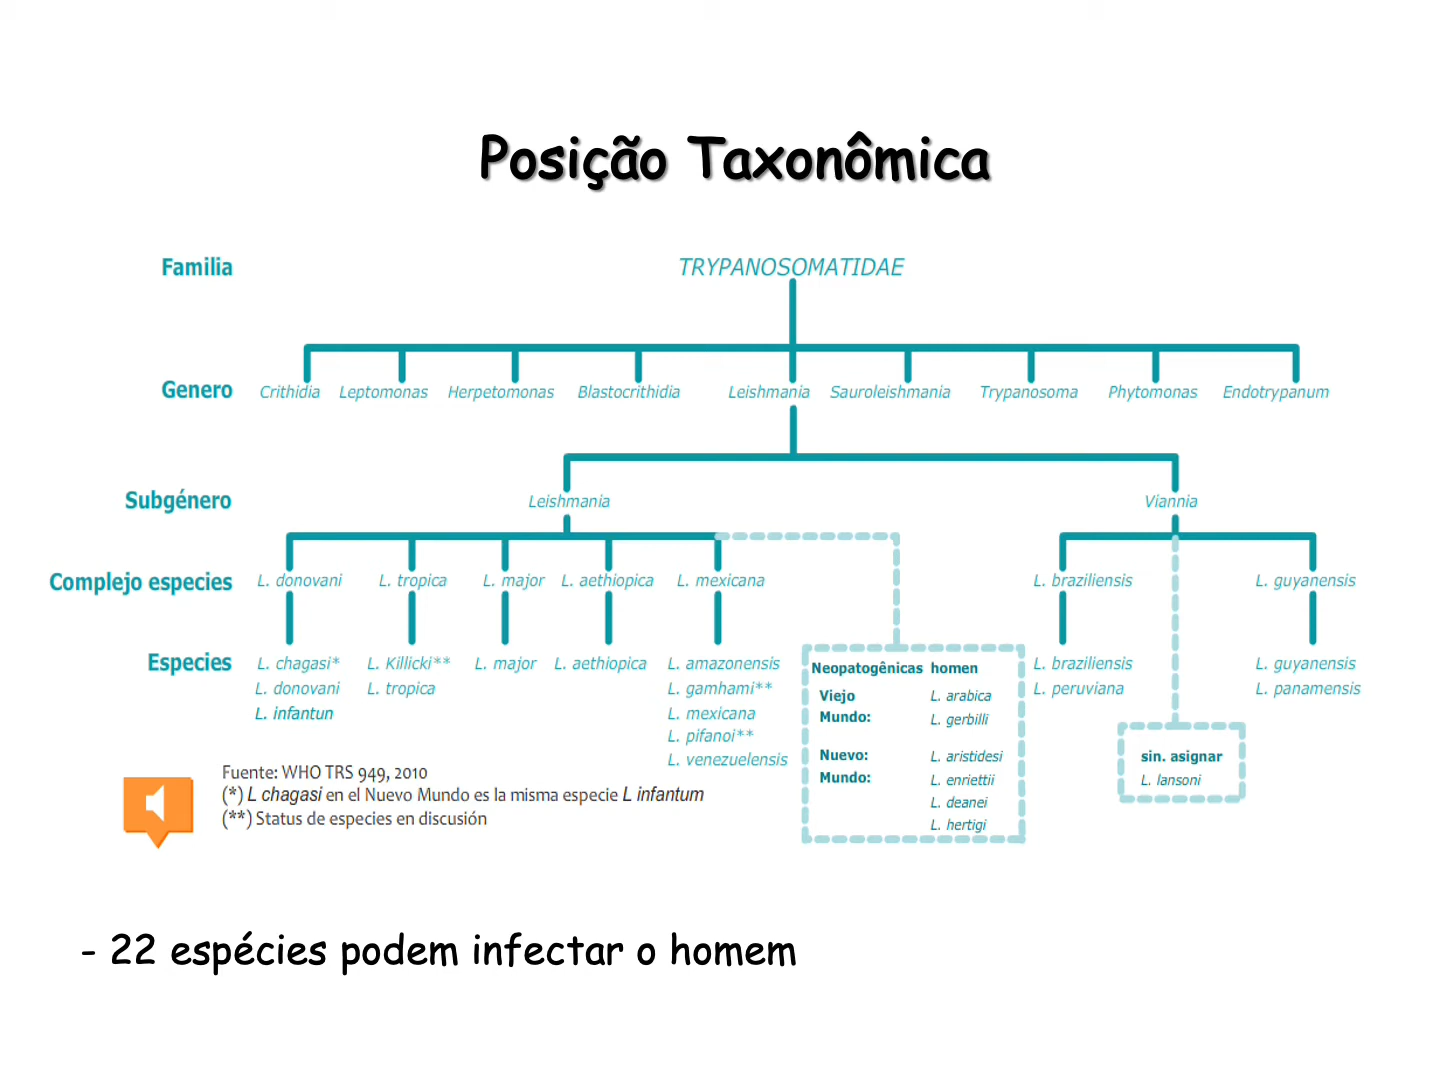 Posição Taxonômica
Familia TRYPANOSOMATIDAE
Genero Crithidia Leptomonas Herpetomonas Blastocrithidia Leishmania Sauroleishmania Trypanosoma Phytomonas Endotrypanum
Subgénero Leishmania Viannia
Complejo especies L. donovani L. tropica L. major L. aethiopica L. mexicana L. braziliensis L. guyanensis
Especies L. chagasi* L. Killicki** L. major L. aethiopica L. amazonensis L. braziliensis L. guyanensis
L. donovani L. tropica L. gamhami** L. peruviana L. panamensis
L. infantun L. mexicana
L. pifanoi**
L. venezuelensis
Neopatogênicas homen
Viejo L. arabica
Mundo: L. gerbilli
Nuevo: L. aristidesi
Mundo: L. enriettii
L. deanei
L. hertigi
sin. asignar
L. lansoni
Fuente: WHO TRS 949, 2010
(*) L chagasi en el Nuevo Mundo es la misma especie L infantum
(**) Status de especies en discusión
- 22 espécies podem infectar o homem